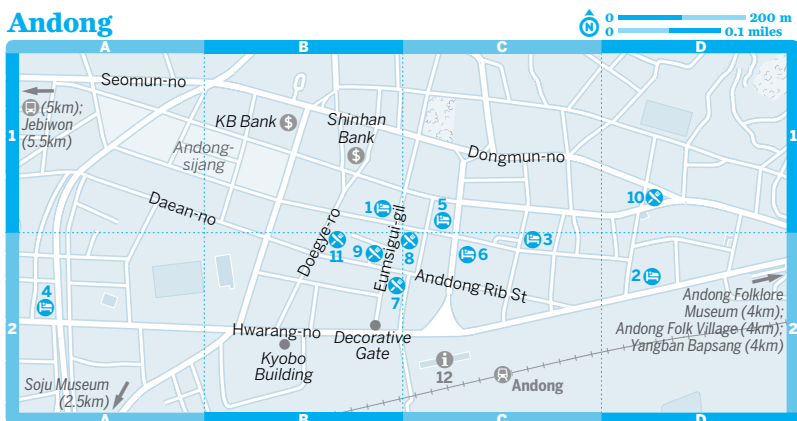 Andong
N
0 200 m
0 0.1 miles
A B C D
Seomun-no
(5km);
Jebiwon
(5.5km)
1 1
KB Bank
$
Shinhan
Bank
$
Andong-
sijang
Dongmun-no
Daean-no
10
1
5
Doegye-ro
Eumsigui-gil
11
9
8
6
3
Anddong Rib St
2
7
4
Andong Folklore
Museum (4km);
Andong Folk Village (4km);
Yangban Bapsang (4km)
2 2
Hwarang-no
Decorative
Gate
Kyobo
Building
i
12
Andong
Soju Museum
(2.5km)
A B C D